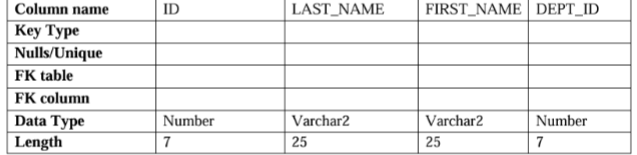 Column name ID LAST_NAME FIRST_NAME DEPT_ID
Key Type
Nulls/Unique
FK table
FK column
Data Type Number Varchar2 Varchar2 Number
Length 7 25 25 7